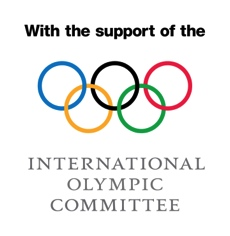 With the support of the
INTERNATIONAL
OLYMPIC
COMMITTEE